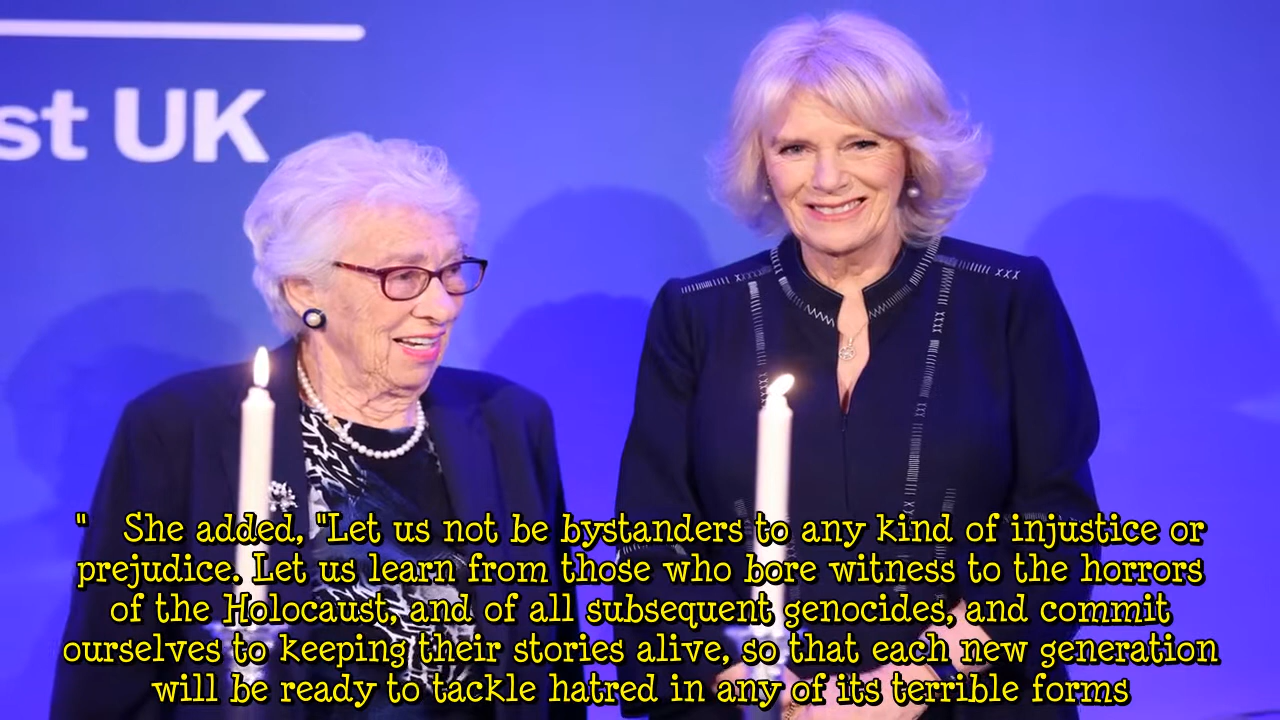 st UK
"   She added, "Let us not be bystanders to any kind of injustice or
prejudice. Let us learn from those who bore witness to the horrors
of the Holocaust, and of all subsequent genocides, and commit
ourselves to keeping their stories alive, so that each new generation
will be ready to tackle hatred in any of its terrible forms